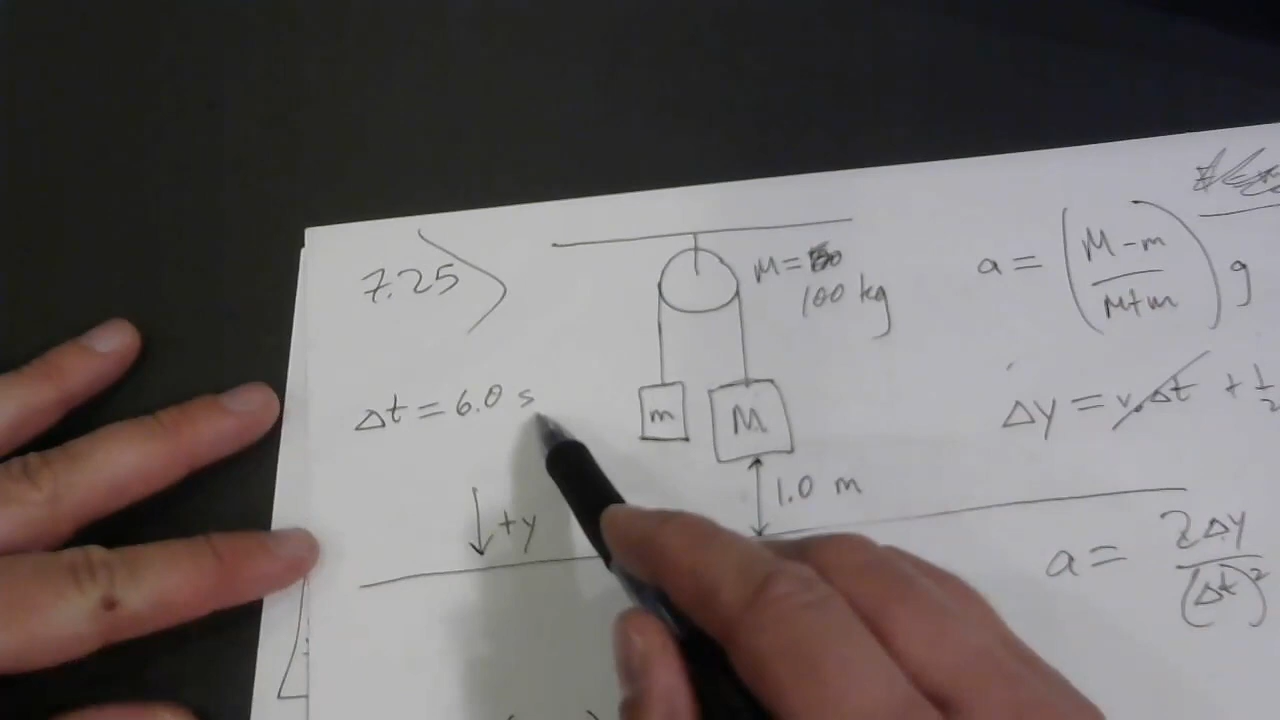 7.25
M = 100 kg
a = (M - m / M + m) g
Δt = 6.0 s
m
M
Δy = v₀Δt + 1/2
1.0 m
+y
a = 2Δy / (Δt)²